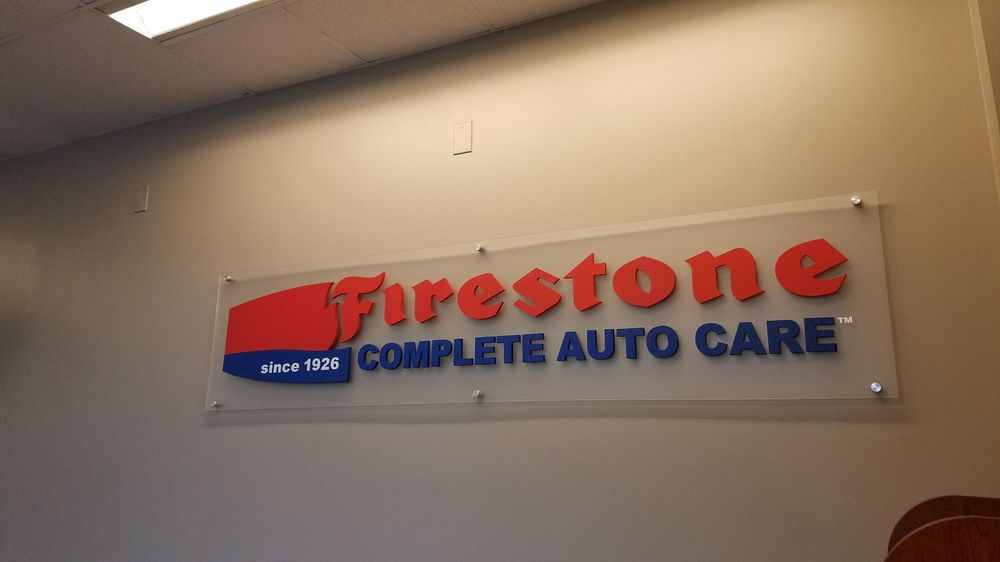 Firestone
since 1926 COMPLETE AUTO CARE™